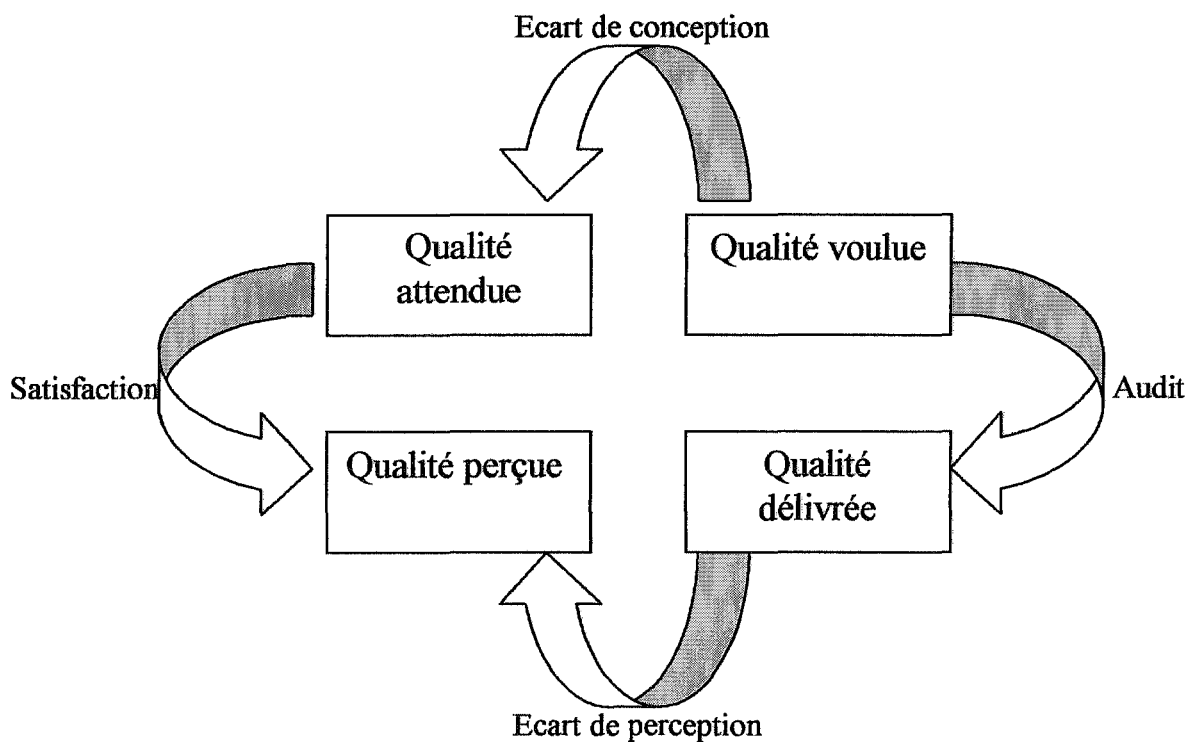 Ecart de conception
Qualité
attendue
Qualité voulue
Satisfaction
Audit
Qualité perçue
Qualité
délivrée
Ecart de perception